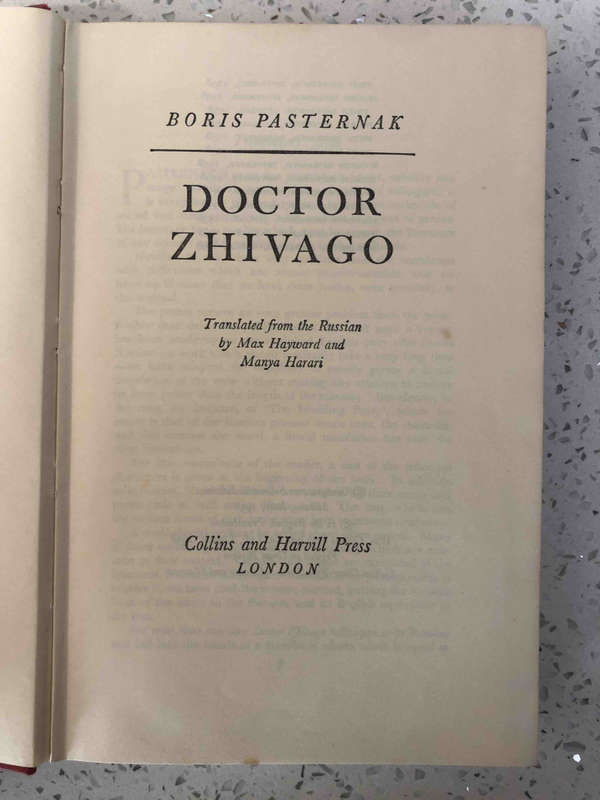 BORIS PASTERNAK
DOCTOR
ZHIVAGO
Translated from the Russian
by Max Hayward and
Manya Harari
Collins and Harvill Press
LONDON